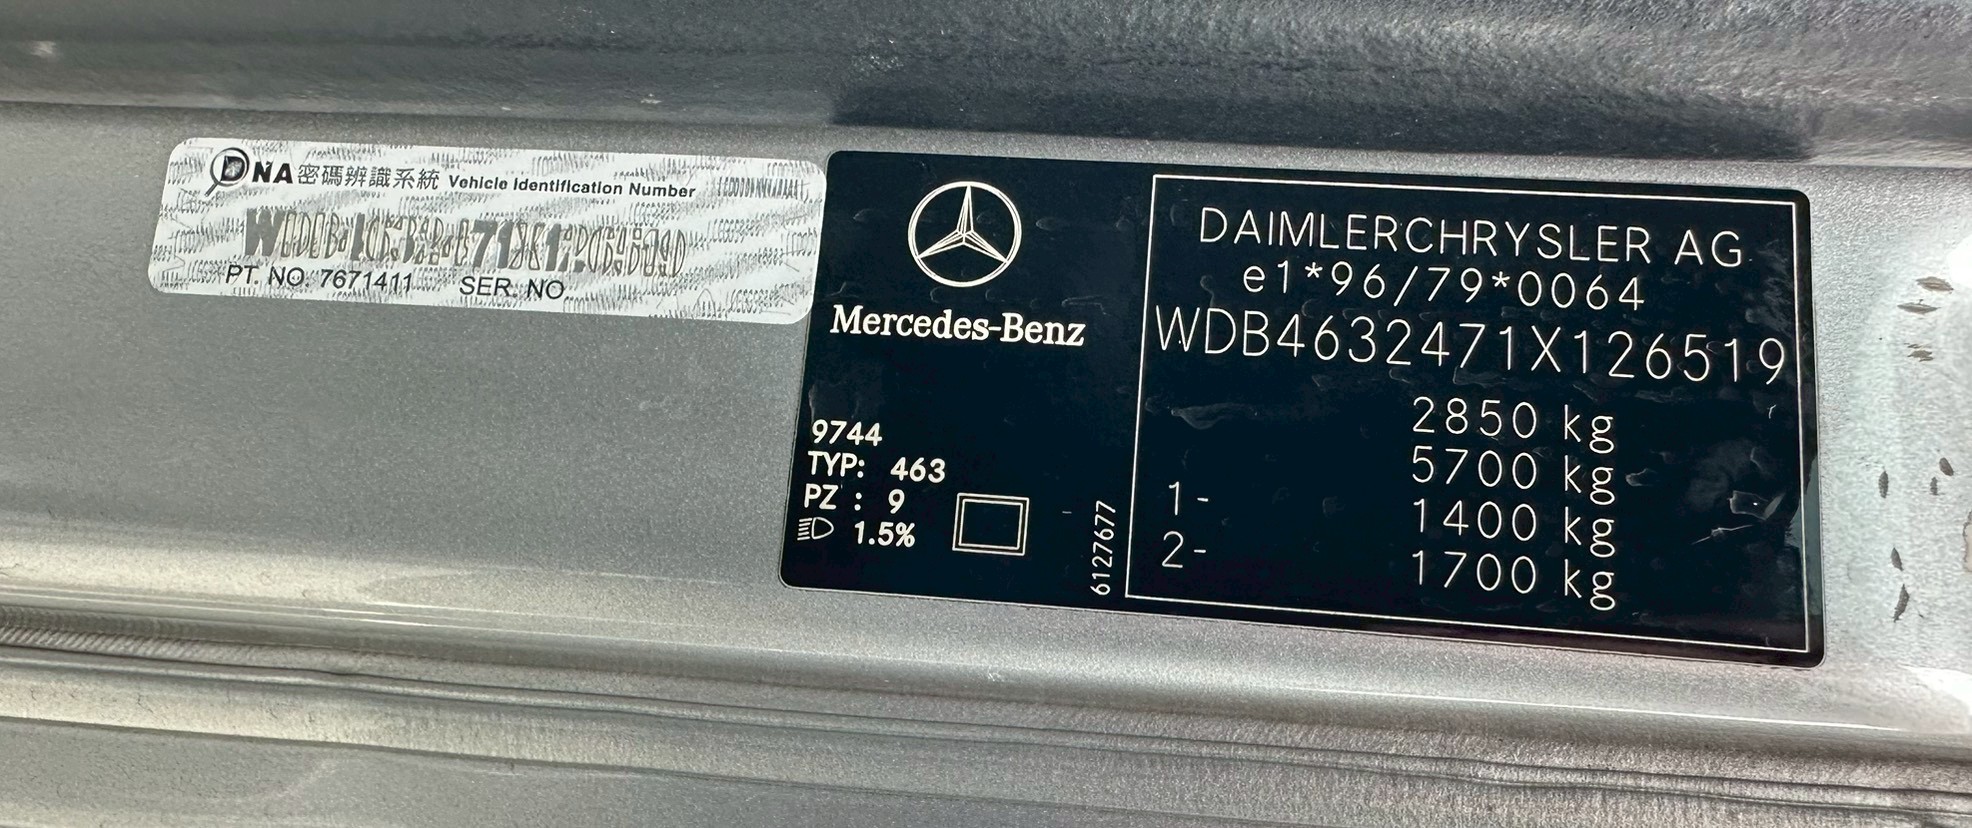 DNA密碼辨識系統 Vehicle Identification Number
WDB4632471X126519
PT. NO. 7671411 SER. NO.
Mercedes-Benz
9744
TYP: 463
PZ : 9
1.5%
6127677
DAIMLERCHRYSLER AG
e1*96/79*0064
WDB4632471X126519
2850 kg
5700 kg
1- 1400 kg
2- 1700 kg